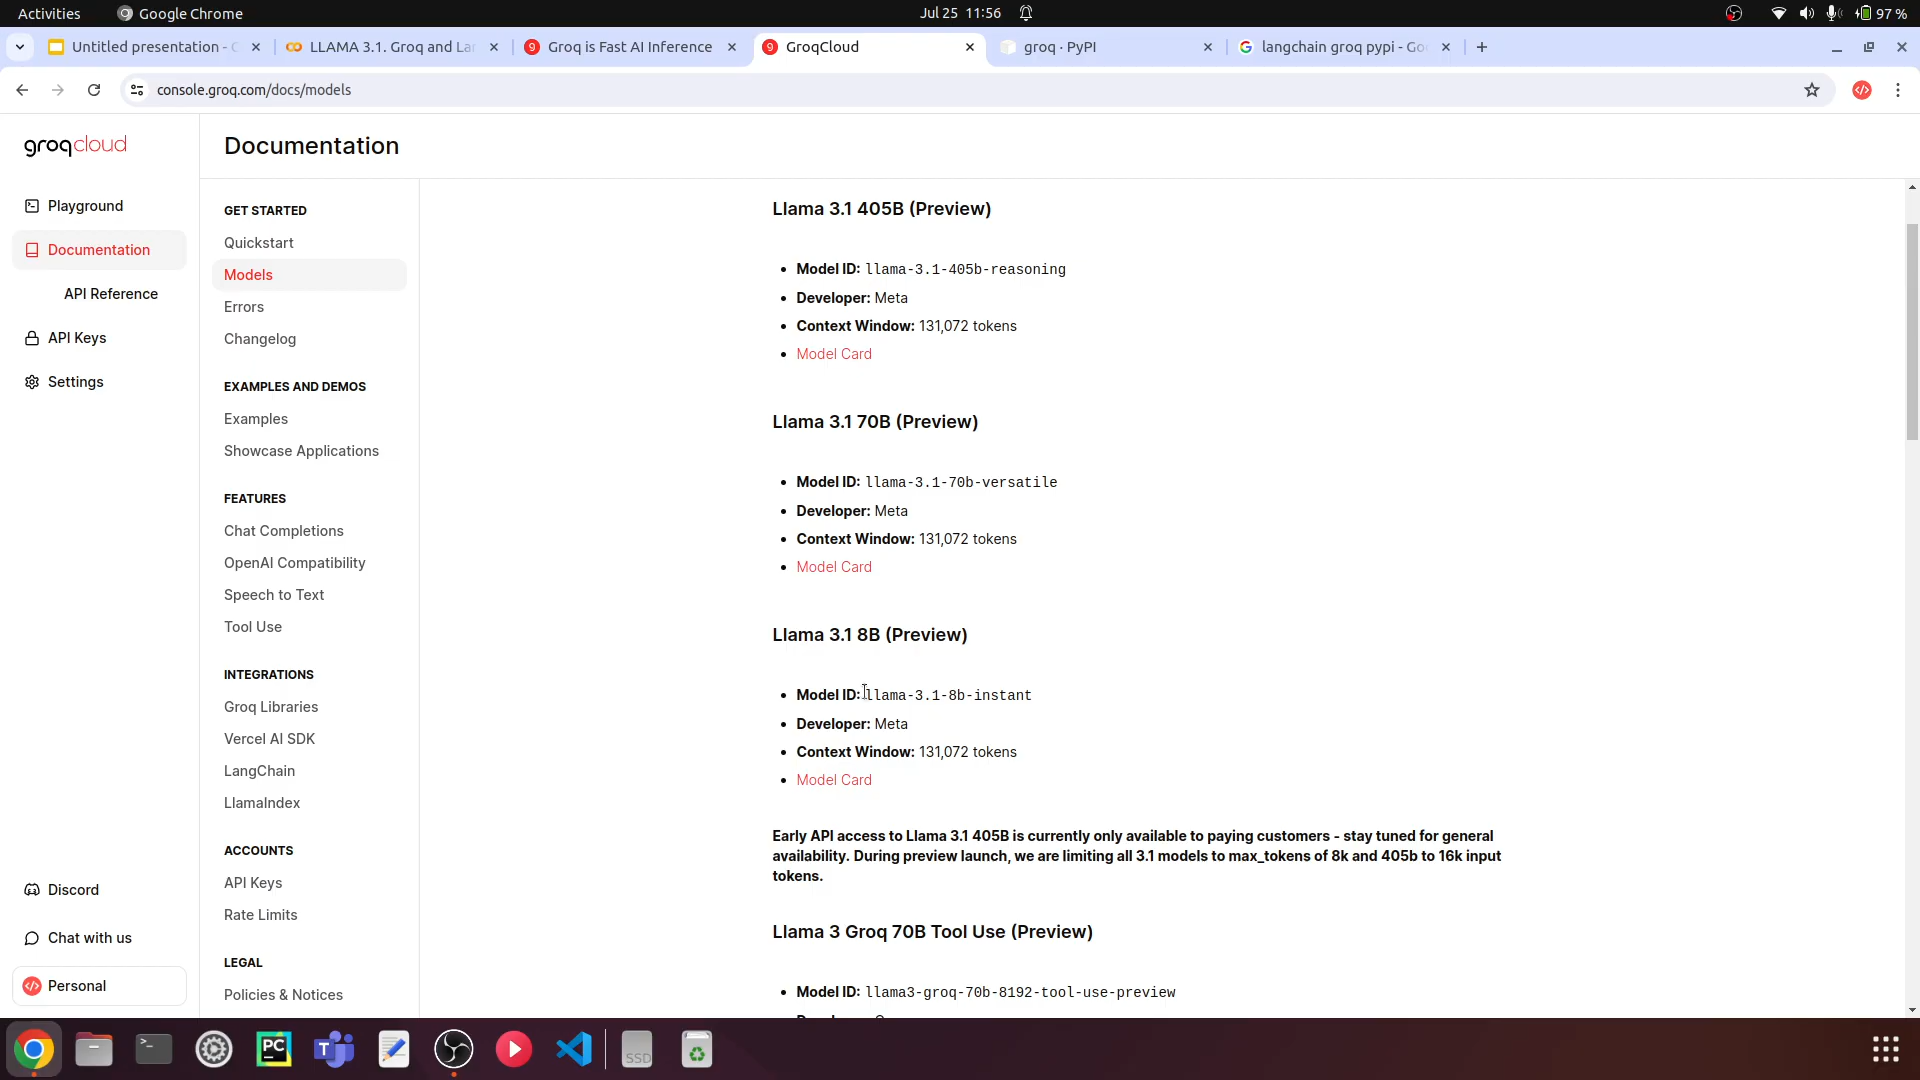 Activities
Google Chrome
Jul 25 11:56
97 %
Untitled presentation -
LLAMA 3.1. Groq and La
Groq is Fast AI Inference
GroqCloud
groq · PyPI
langchain groq pypi - Go
console.groq.com/docs/models
groqcloud
Playground
Documentation
API Reference
API Keys
Settings
Discord
Chat with us
Personal
Documentation
GET STARTED
Quickstart
Models
Errors
Changelog
EXAMPLES AND DEMOS
Examples
Showcase Applications
FEATURES
Chat Completions
OpenAI Compatibility
Speech to Text
Tool Use
INTEGRATIONS
Groq Libraries
Vercel AI SDK
LangChain
LlamaIndex
ACCOUNTS
API Keys
Rate Limits
LEGAL
Policies & Notices
Llama 3.1 405B (Preview)
Model ID: llama-3.1-405b-reasoning
Developer: Meta
Context Window: 131,072 tokens
Model Card
Llama 3.1 70B (Preview)
Model ID: llama-3.1-70b-versatile
Developer: Meta
Context Window: 131,072 tokens
Model Card
Llama 3.1 8B (Preview)
Model ID: llama-3.1-8b-instant
Developer: Meta
Context Window: 131,072 tokens
Model Card
Early API access to Llama 3.1 405B is currently only available to paying customers - stay tuned for general
availability. During preview launch, we are limiting all 3.1 models to max_tokens of 8k and 405b to 16k input
tokens.
Llama 3 Groq 70B Tool Use (Preview)
Model ID: llama3-groq-70b-8192-tool-use-preview
PC
SSD